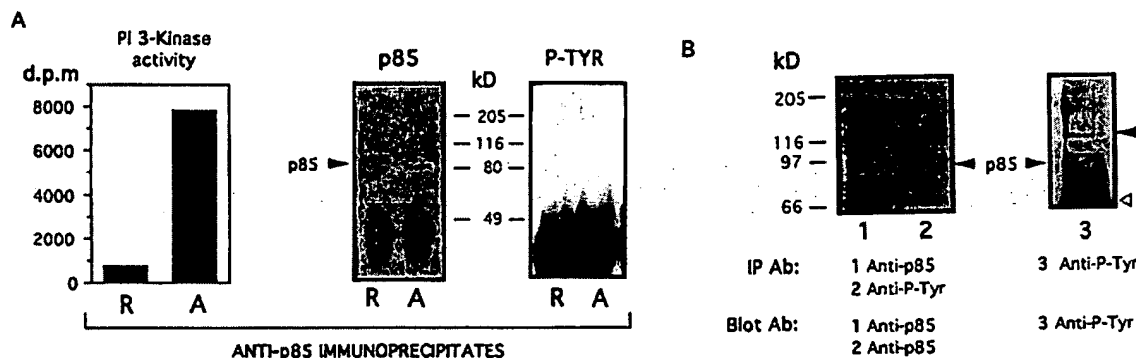 A
PI 3-Kinase
activity
d.p.m
8000
6000
4000
2000
0
R A
p85
p85
R A
kD
205
116
80
49
P-TYR
R A
ANTI-p85 IMMUNOPRECIPITATES
B
kD
205
116
97
66
p85
1 2
3
IP Ab: 1 Anti-p85 3 Anti-P-Tyr
2 Anti-P-Tyr
Blot Ab: 1 Anti-p85 3 Anti-P-Tyr
2 Anti-p85